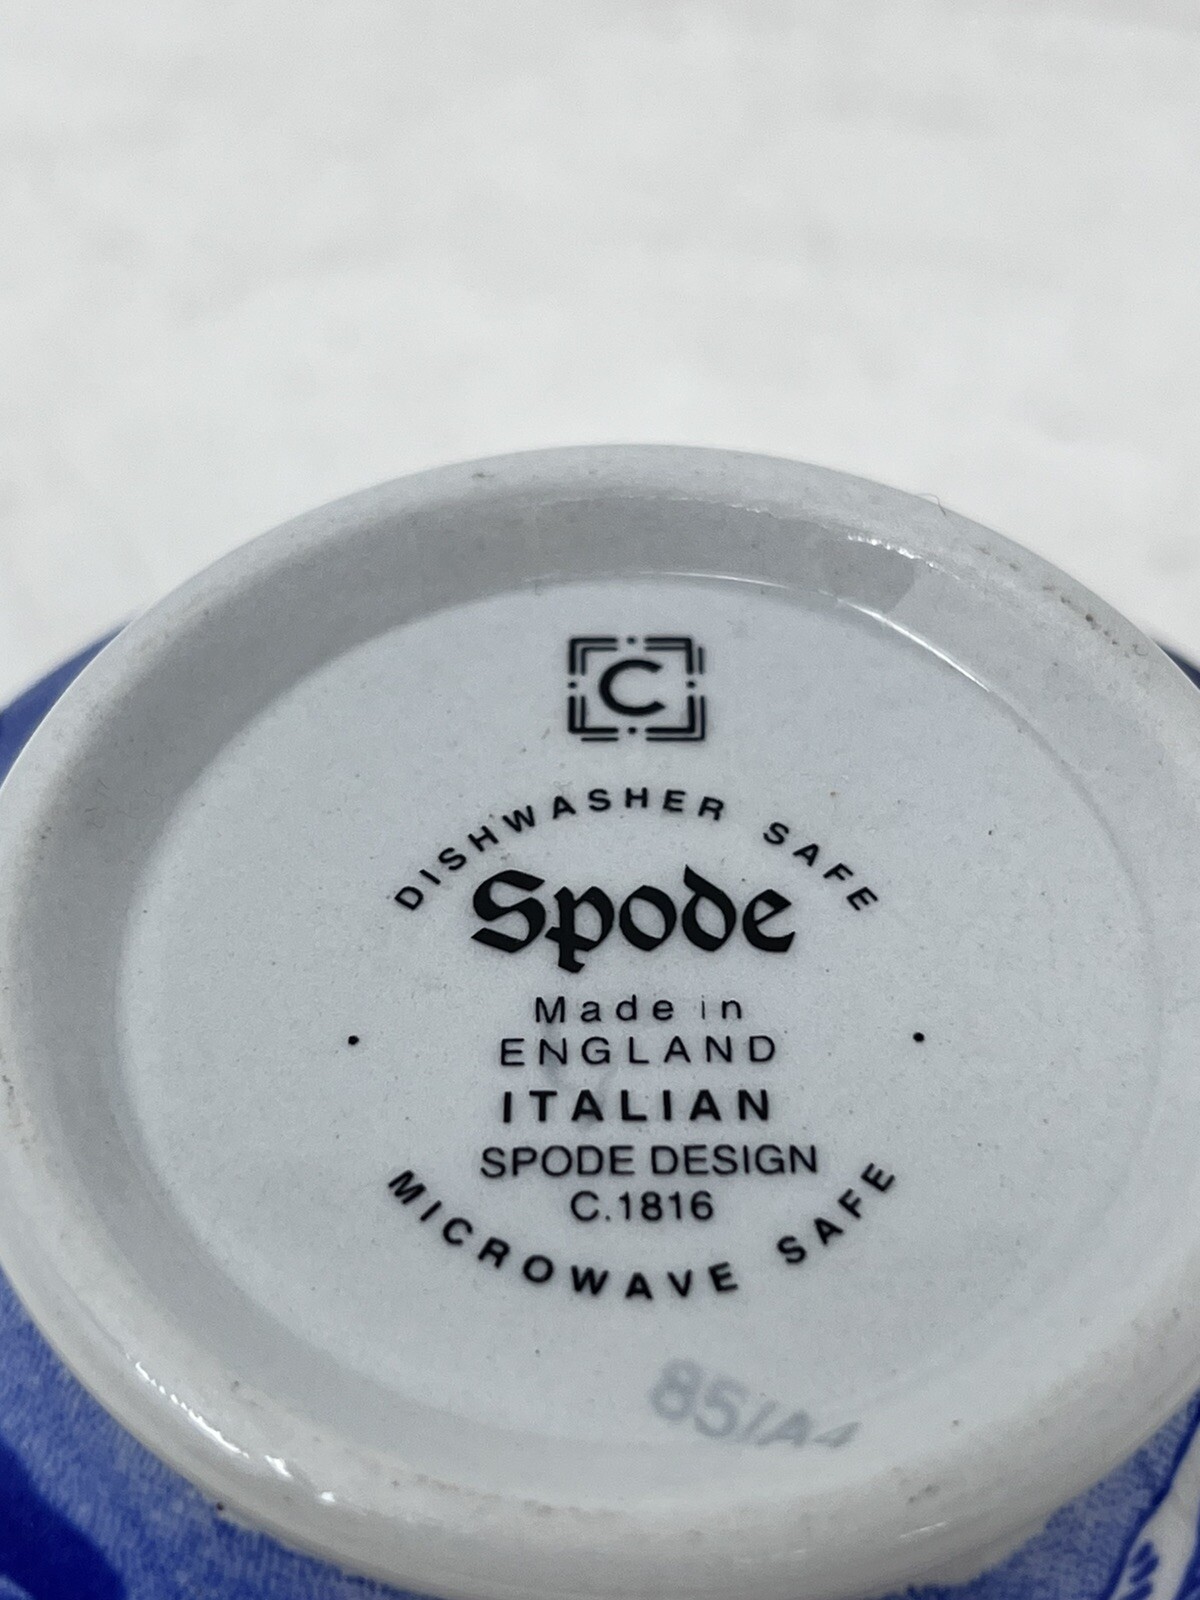 C
DISHWASHER SAFE
Spode
Made in
ENGLAND
ITALIAN
SPODE DESIGN
C.1816
MICROWAVE SAFE
85/A4